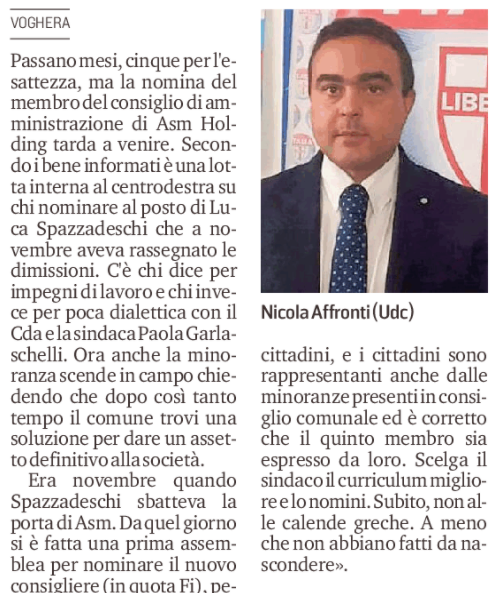 VOGHERA
Passano mesi, cinque per l'e-
sattezza, ma la nomina del
membro del consiglio di am-
ministrazione di Asm Hol-
ding tarda a venire. Secon-
do i bene informati è una lot-
ta interna al centrodestra su
chi nominare al posto di Lu-
ca Spazzadeschi che a no-
vembre aveva rassegnato le
dimissioni. C'è chi dice per
impegni di lavoro e chi inve-
ce per poca dialettica con il
Cda e la sindaca Paola Garla-
schelli. Ora anche la mino-
ranza scende in campo chie-
dendo che dopo così tanto
tempo il comune trovi una
soluzione per dare un asset-
to definitivo alla società.
Era novembre quando
Spazzadeschi sbatteva la
porta di Asm. Da quel giorno
si è fatta una prima assem-
blea per nominare il nuovo
consigliere (in quota Fi), pe-
LIBE
Nicola Affronti (Udc)
cittadini, e i cittadini sono
rappresentanti anche dalle
minoranze presenti in consi-
glio comunale ed è corretto
che il quinto membro sia
espresso da loro. Scelga il
sindaco il curriculum miglio-
re e lo nomini. Subito, non al-
le calende greche. A meno
che non abbiano fatti da na-
scondere».